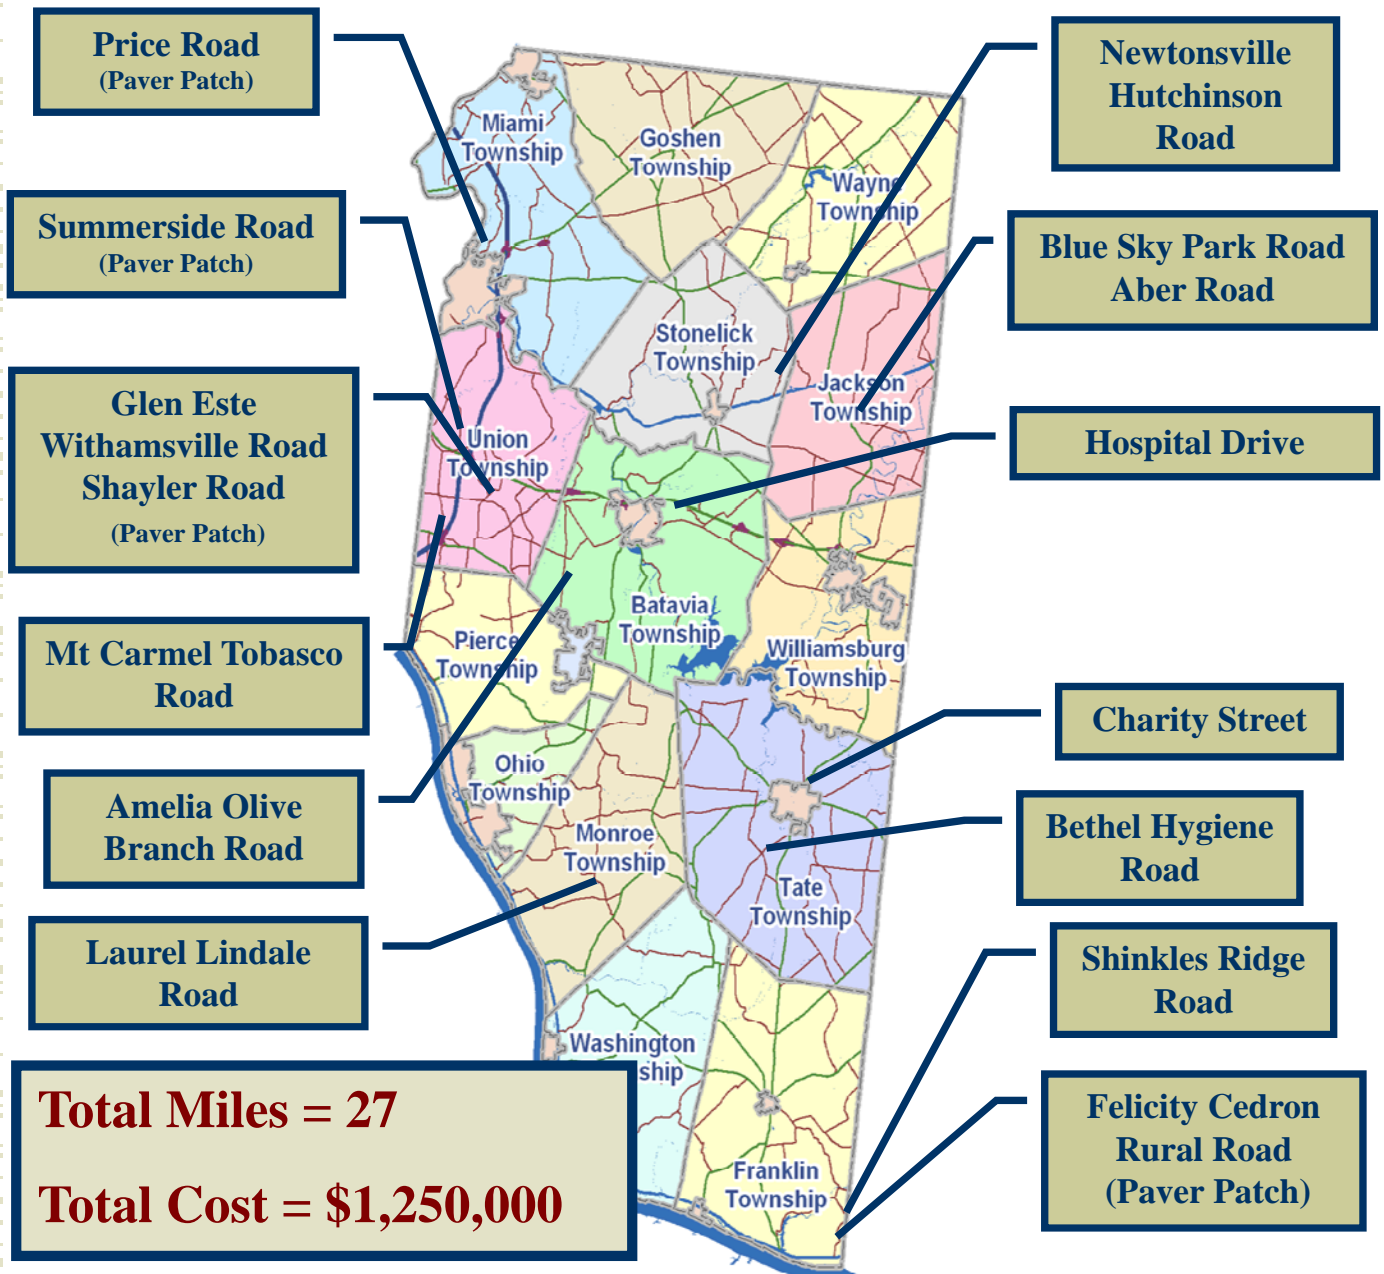 Price Road
(Paver Patch)
Summerside Road
(Paver Patch)
Glen Este
Withamsville Road
Shayler Road
(Paver Patch)
Mt Carmel Tobasco
Road
Amelia Olive
Branch Road
Laurel Lindale
Road
Total Miles = 27
Total Cost = $1,250,000
Miami
Township
Goshen
Township
Wayne
Township
Stonelick
Township
Jackson
Township
Union
Township
Batavia
Township
Pierce
Township
Williamsburg
Township
Ohio
Township
Monroe
Township
Tate
Township
Washington
ship
Franklin
Township
Newtonsville
Hutchinson
Road
Blue Sky Park Road
Aber Road
Hospital Drive
Charity Street
Bethel Hygiene
Road
Shinkles Ridge
Road
Felicity Cedron
Rural Road
(Paver Patch)